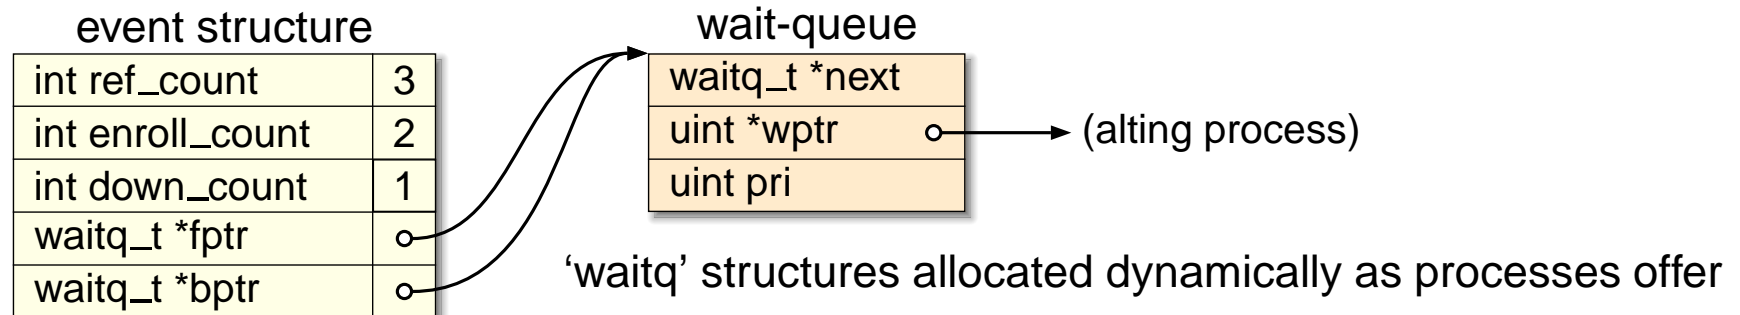 event structure
int ref_count 3
int enroll_count 2
int down_count 1
waitq_t *fptr
waitq_t *bptr
wait-queue
waitq_t *next
uint *wptr
uint pri
(alting process)
‘waitq’ structures allocated dynamically as processes offer